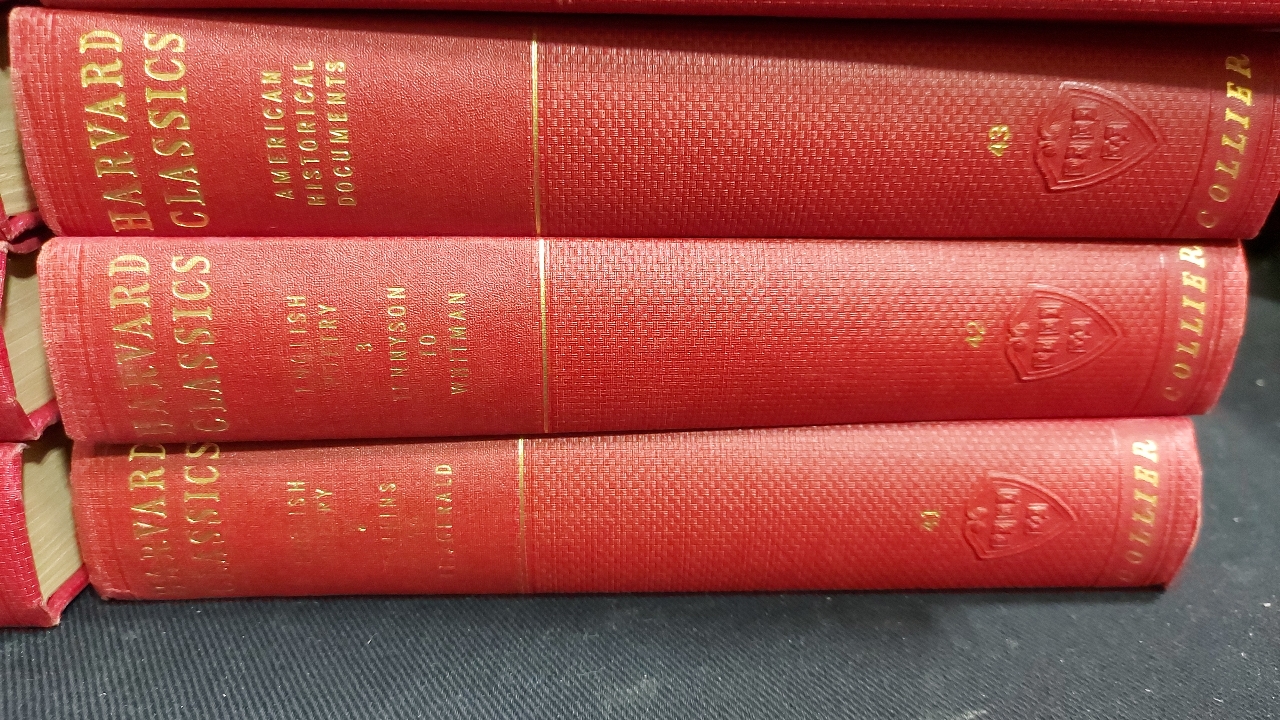 HARVARD
CLASSICS
AMERICAN
HISTORICAL
DOCUMENTS
43
COLLIER
HARVARD
CLASSICS
ENGLISH
POETRY
3
TENNYSON
TO
WHITMAN
42
COLLIER
HARVARD
CLASSICS
41
COLLIER